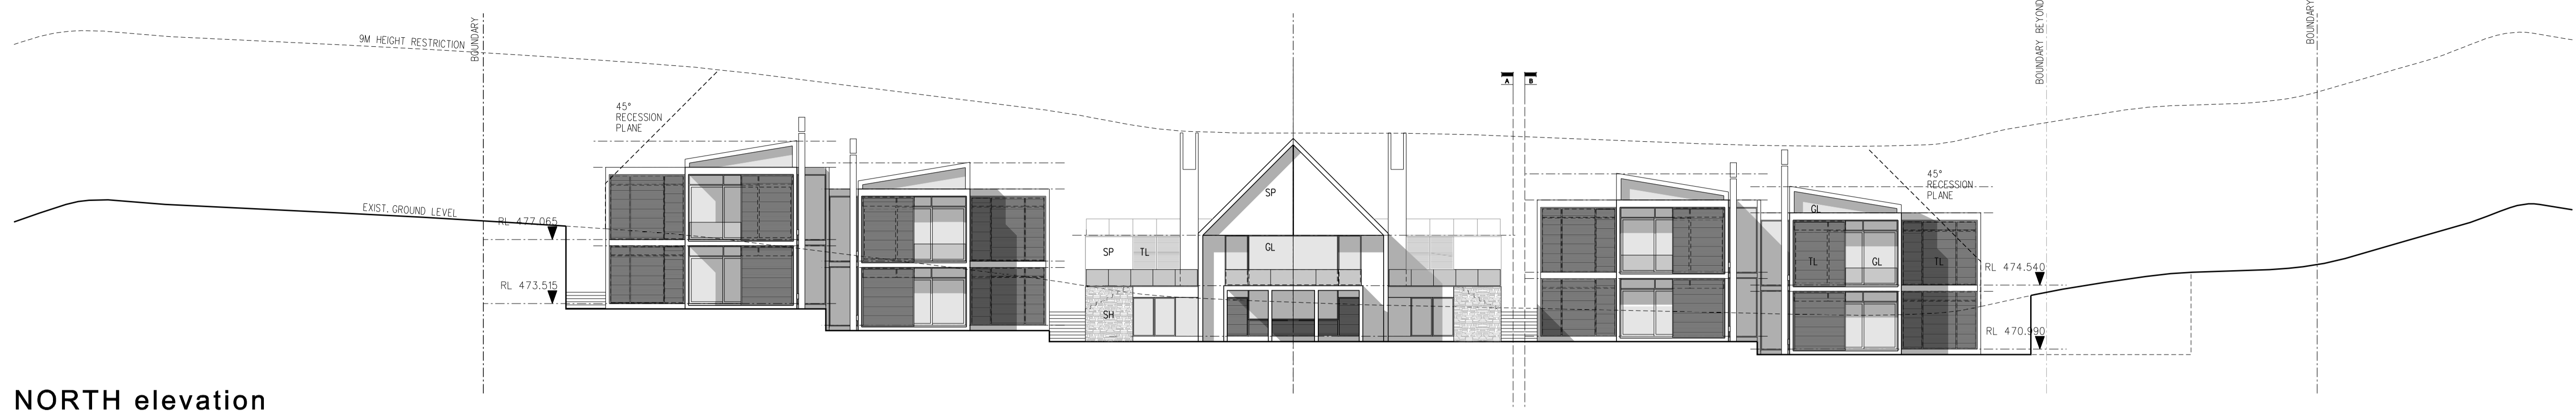 9M HEIGHT RESTRICTION
BOUNDARY
BOUNDARY BEYOND
BOUNDARY
45°
RECESSION
PLANE
A
B
45°
RECESSION
PLANE
EXIST. GROUND LEVEL
RL 477.065
RL 473.515
SP
SP
TL
GL
SH
GL
TL
GL
TL
RL 474.540
RL 470.990
NORTH elevation